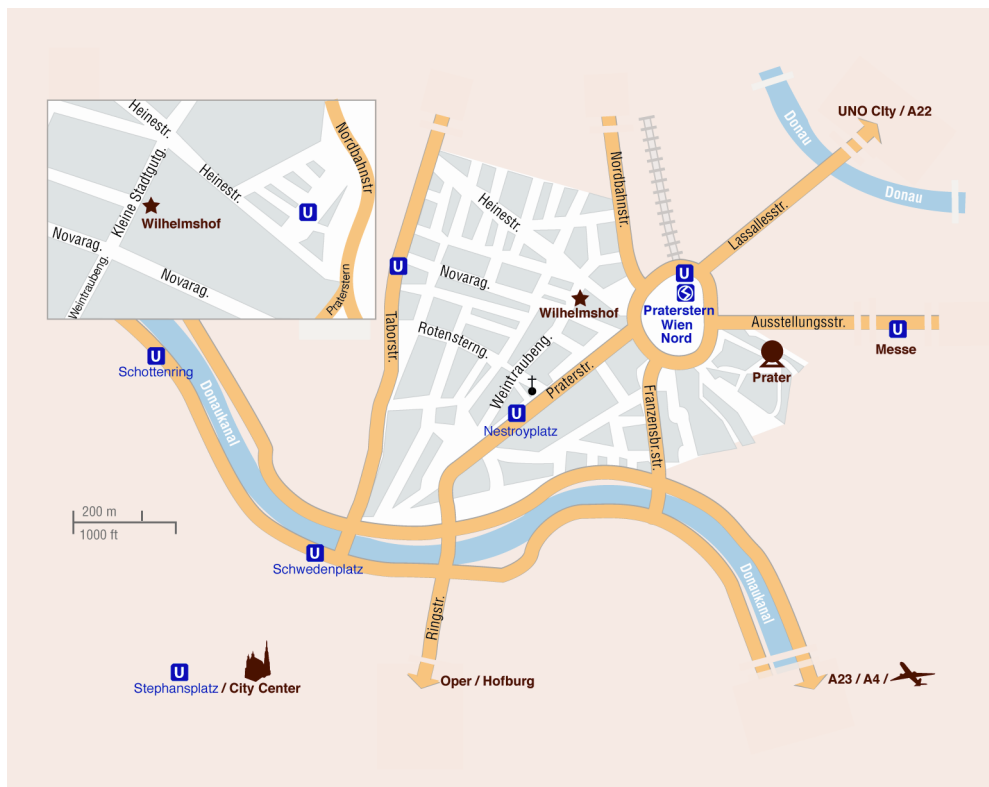 Heinestr.
Nordbahnstr
Kleine Stadtgutg.
Heinestr.
U
Wilhelmshof
Novarag.
Weintraubeng.
Novarag.
Praterstern
Donau
UNO CIty / A22
Donau
Nordbahnstr.
Heinestr.
Lassallesstr.
U
Novarag.
U
Wilhelmshof
Praterstern
Wien
Nord
Ausstellungsstr.
U
Messe
Taborstr.
Rotensterng.
Weintraubeng.
Praterstr.
Prater
U
Schottenring
Donaukanal
Franzensbr.str.
U
Nestroyplatz
200 m
1000 ft
U
Schwedenplatz
Donaukanal
Ringstr.
U
Stephansplatz / City Center
Oper / Hofburg
A23 / A4 /